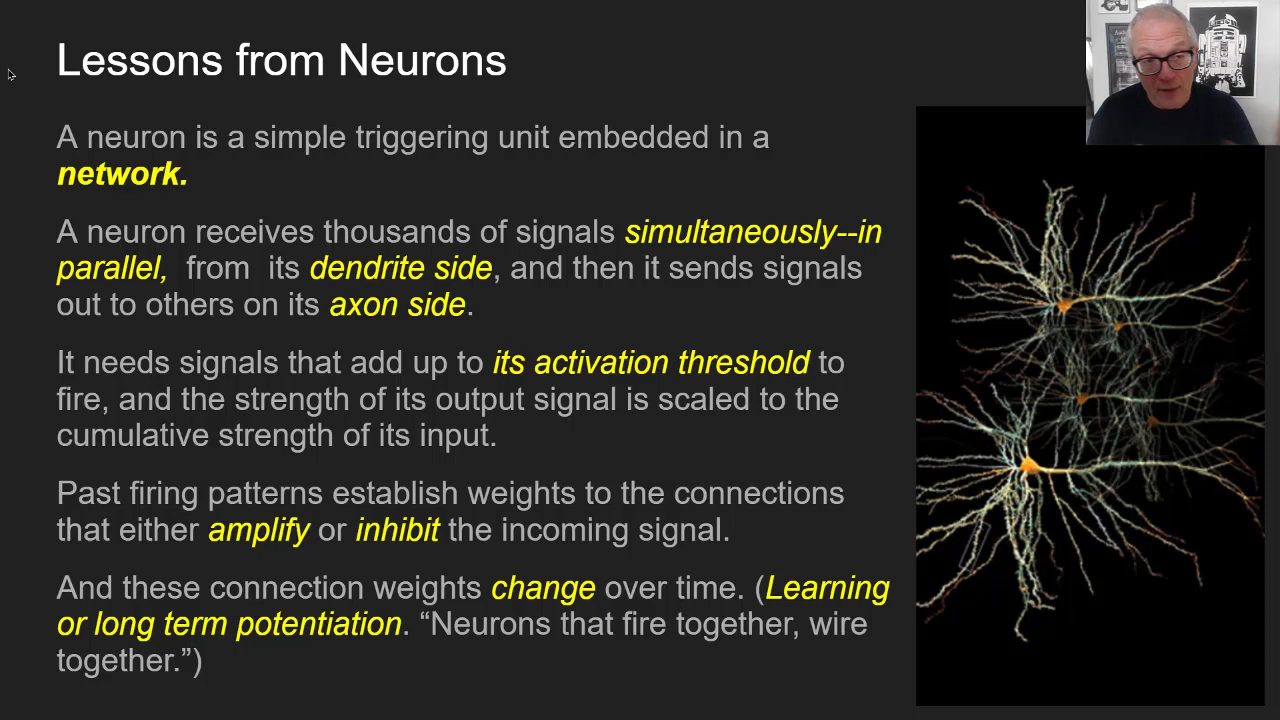 Lessons from Neurons
A neuron is a simple triggering unit embedded in a
network.
A neuron receives thousands of signals simultaneously--in
parallel, from its dendrite side, and then it sends signals
out to others on its axon side.
It needs signals that add up to its activation threshold to
fire, and the strength of its output signal is scaled to the
cumulative strength of its input.
Past firing patterns establish weights to the connections
that either amplify or inhibit the incoming signal.
And these connection weights change over time. (Learning
or long term potentiation. “Neurons that fire together, wire
together.”)